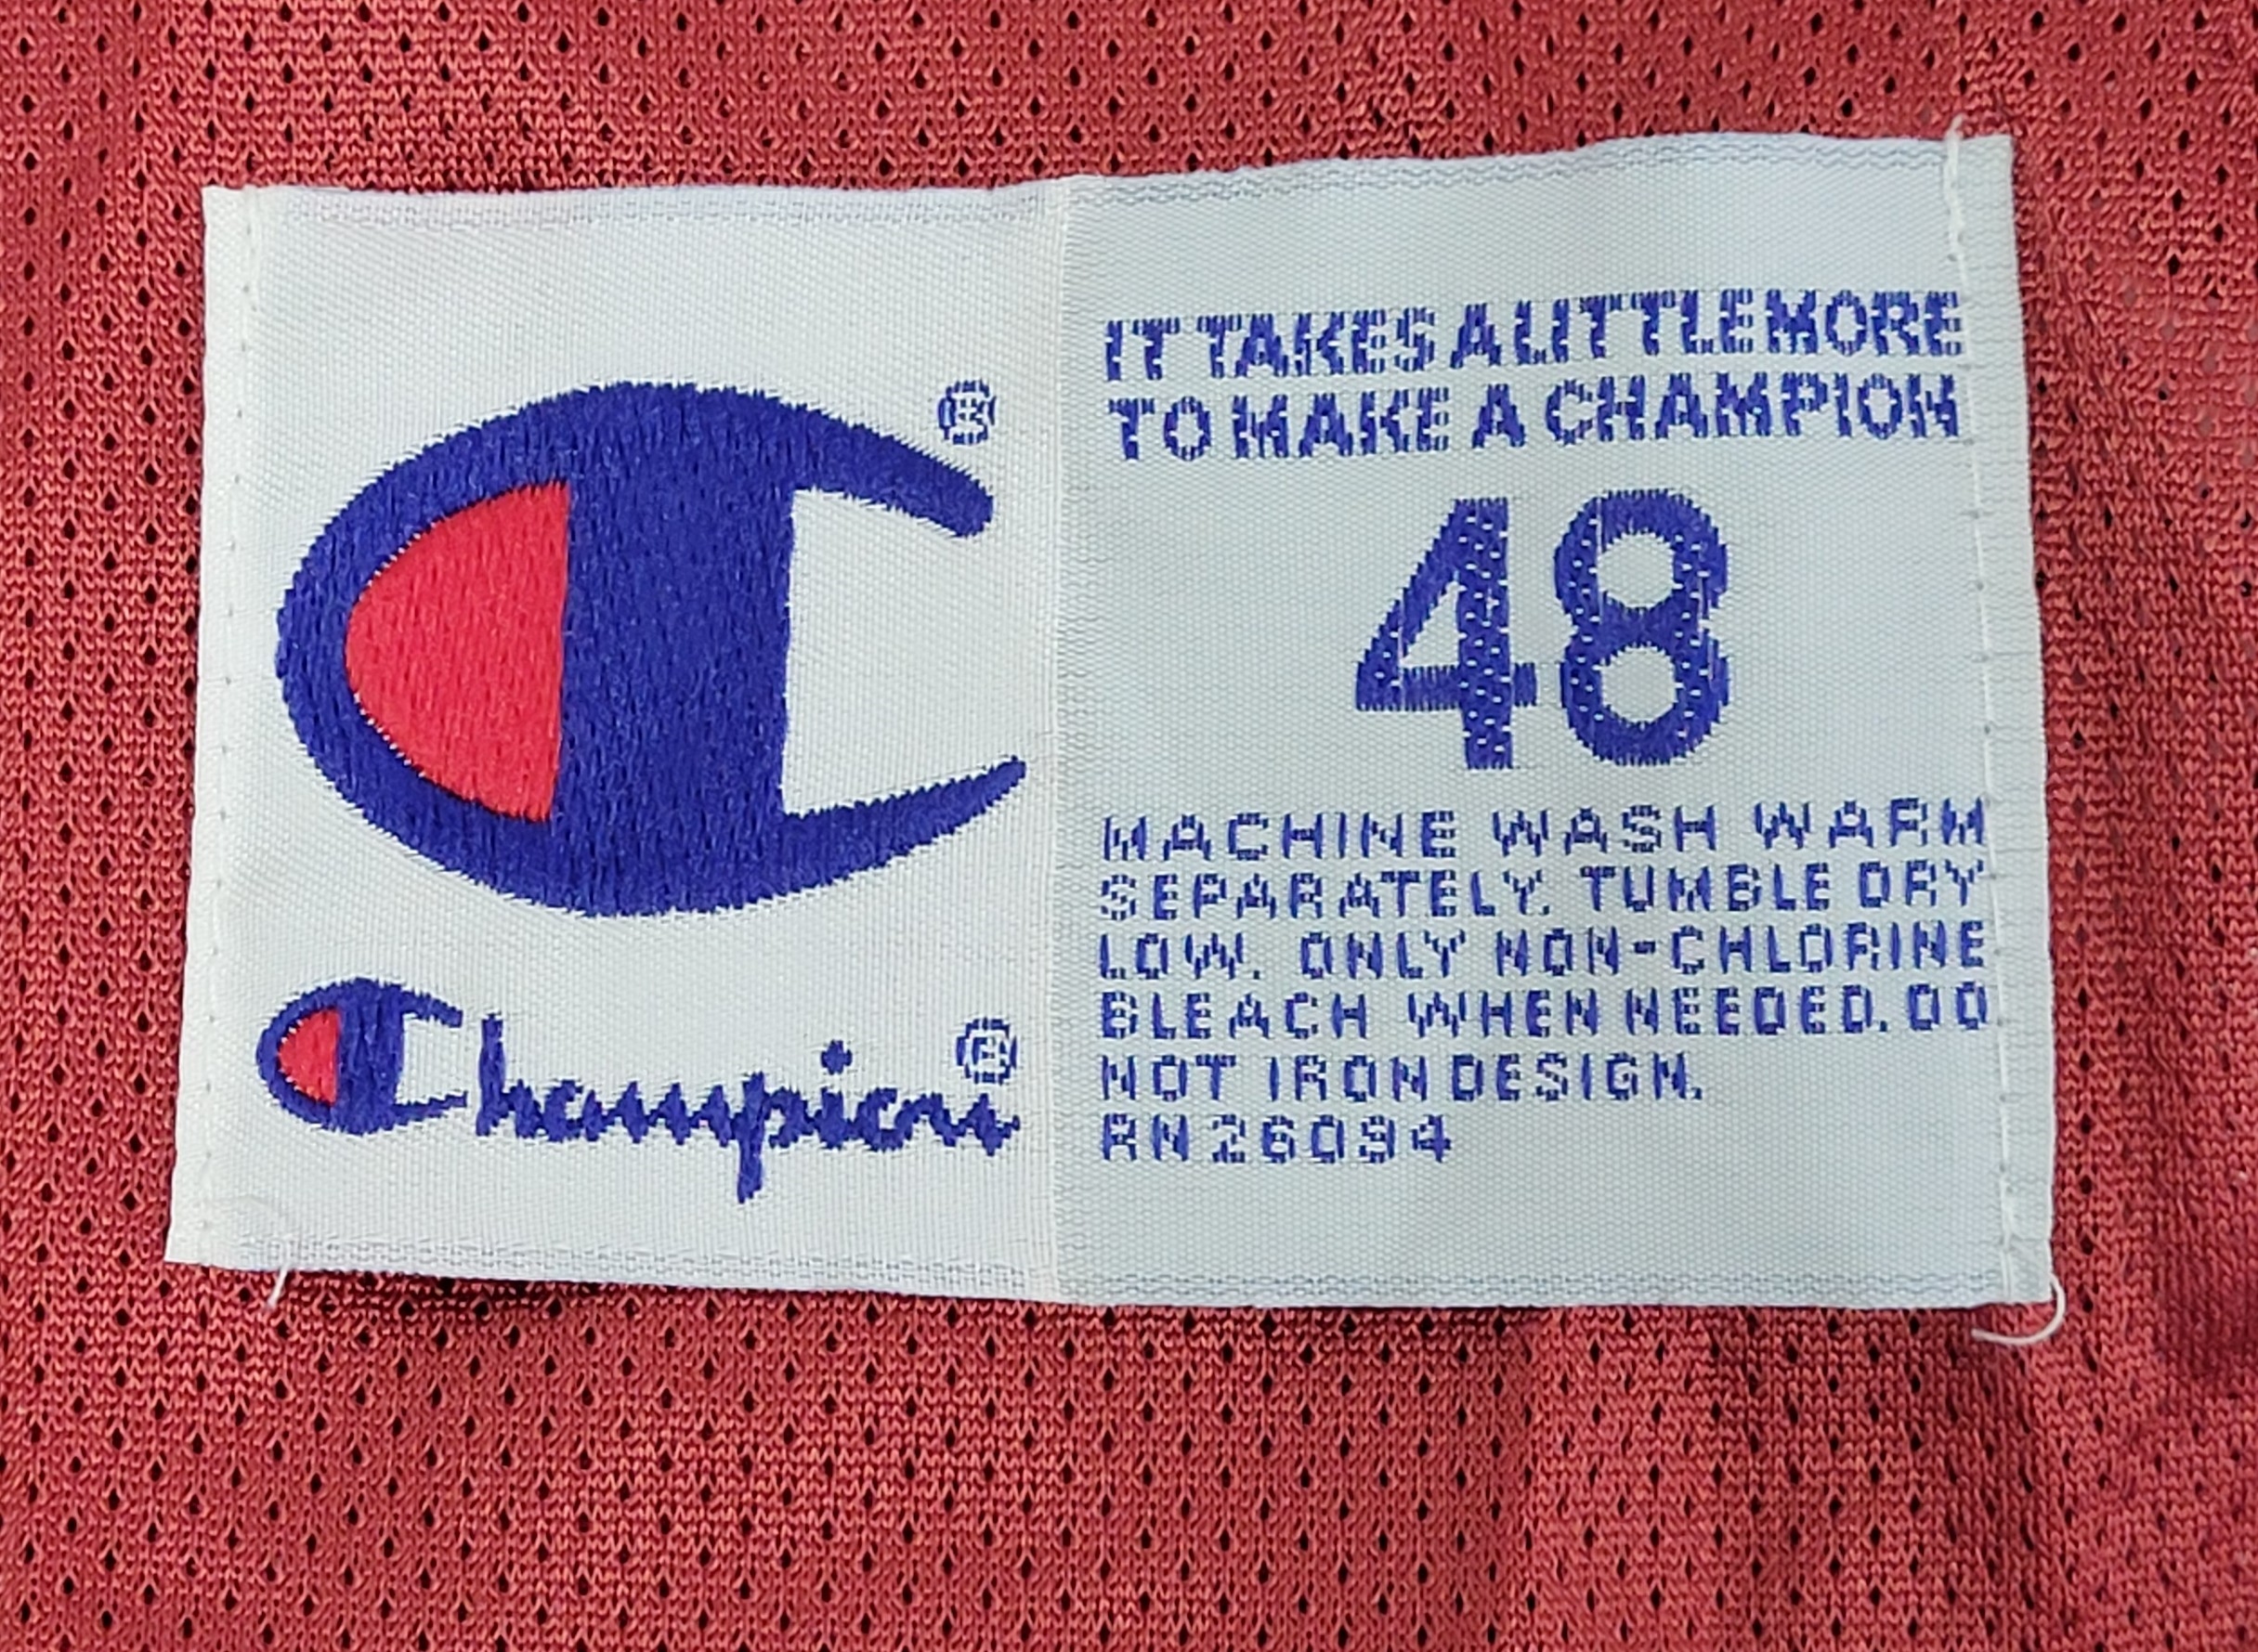 ®
Champion®
IT TAKES A LITTLE MORE
TO MAKE A CHAMPION
48
MACHINE WASH WARM
SEPARATELY. TUMBLE DRY
LOW. ONLY NON-CHLORINE
BLEACH WHEN NEEDED. DO
NOT IRON DESIGN.
RN 26094